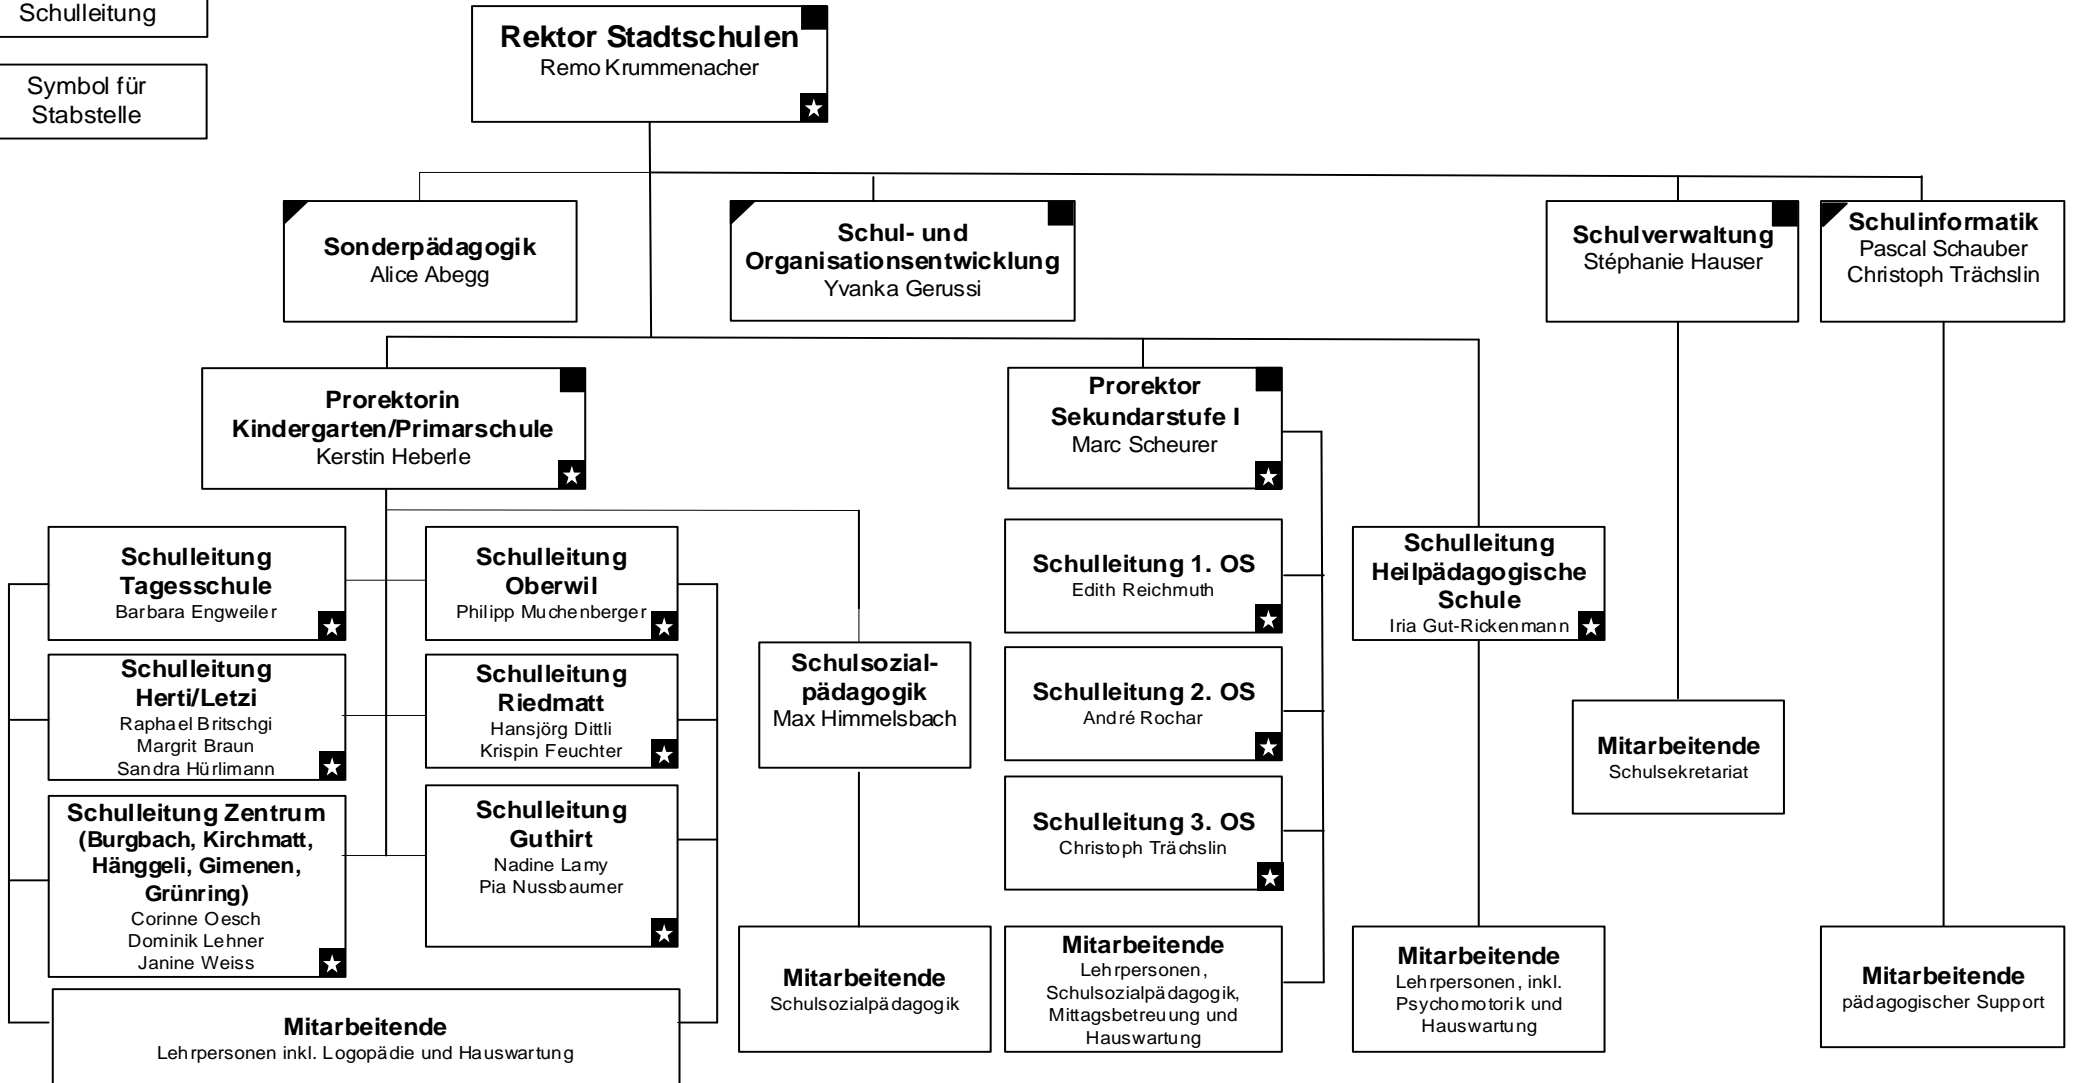 Schulleitung
Symbol für
Stabstelle
Rektor Stadtschulen
Remo Krummenacher
Sonderpädagogik
Alice Abegg
Schul- und
Organisationsentwicklung
Yvanka Gerussi
Schulverwaltung
Stéphanie Hauser
Schulinformatik
Pascal Schauber
Christoph Trächslin
Prorektorin
Kindergarten/Primarschule
Kerstin Heberle
Prorektor
Sekundarstufe I
Marc Scheurer
Schulleitung
Tagesschule
Barbara Engweiler
Schulleitung
Oberwil
Philipp Muchenberger
Schulleitung
Herti/Letzi
Raphael Britschgi
Margrit Braun
Sandra Hürlimann
Schulleitung
Riedmatt
Hansjörg Dittli
Krispin Feuchter
Schulleitung Zentrum
(Burgbach, Kirchmatt,
Hänggeli, Gimenen,
Grünring)
Corinne Oesch
Dominik Lehner
Janine Weiss
Schulleitung
Guthirt
Nadine Lamy
Pia Nussbaumer
Mitarbeitende
Lehrpersonen inkl. Logopädie und Hauswartung
Schulsozial-
pädagogik
Max Himmelsbach
Mitarbeitende
Schulsozialpädagogik
Schulleitung 1. OS
Edith Reichmuth
Schulleitung 2. OS
André Rochar
Schulleitung 3. OS
Christoph Trächslin
Mitarbeitende
Lehrpersonen,
Schulsozialpädagogik,
Mittagsbetreuung und
Hauswartung
Schulleitung
Heilpädagogische
Schule
Iria Gut-Rickenmann
Mitarbeitende
Lehrpersonen, inkl.
Psychomotorik und
Hauswartung
Mitarbeitende
Schulsekretariat
Mitarbeitende
pädagogischer Support